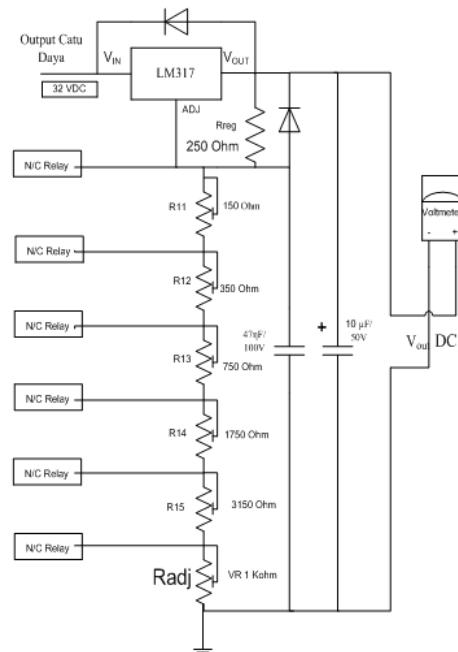 Output Catu
Daya
32 VDC
VIN
LM317
VOUT
ADJ
Rreg
250 Ohm
N/C Relay
R11
150 Ohm
N/C Relay
R12
350 Ohm
N/C Relay
R13
750 Ohm
N/C Relay
R14
1750 Ohm
N/C Relay
R15
3150 Ohm
N/C Relay
Radj
VR 1 Kohm
47nF/
100V
+
10 µF/
50V
Voltmeter
- +
Vout DC